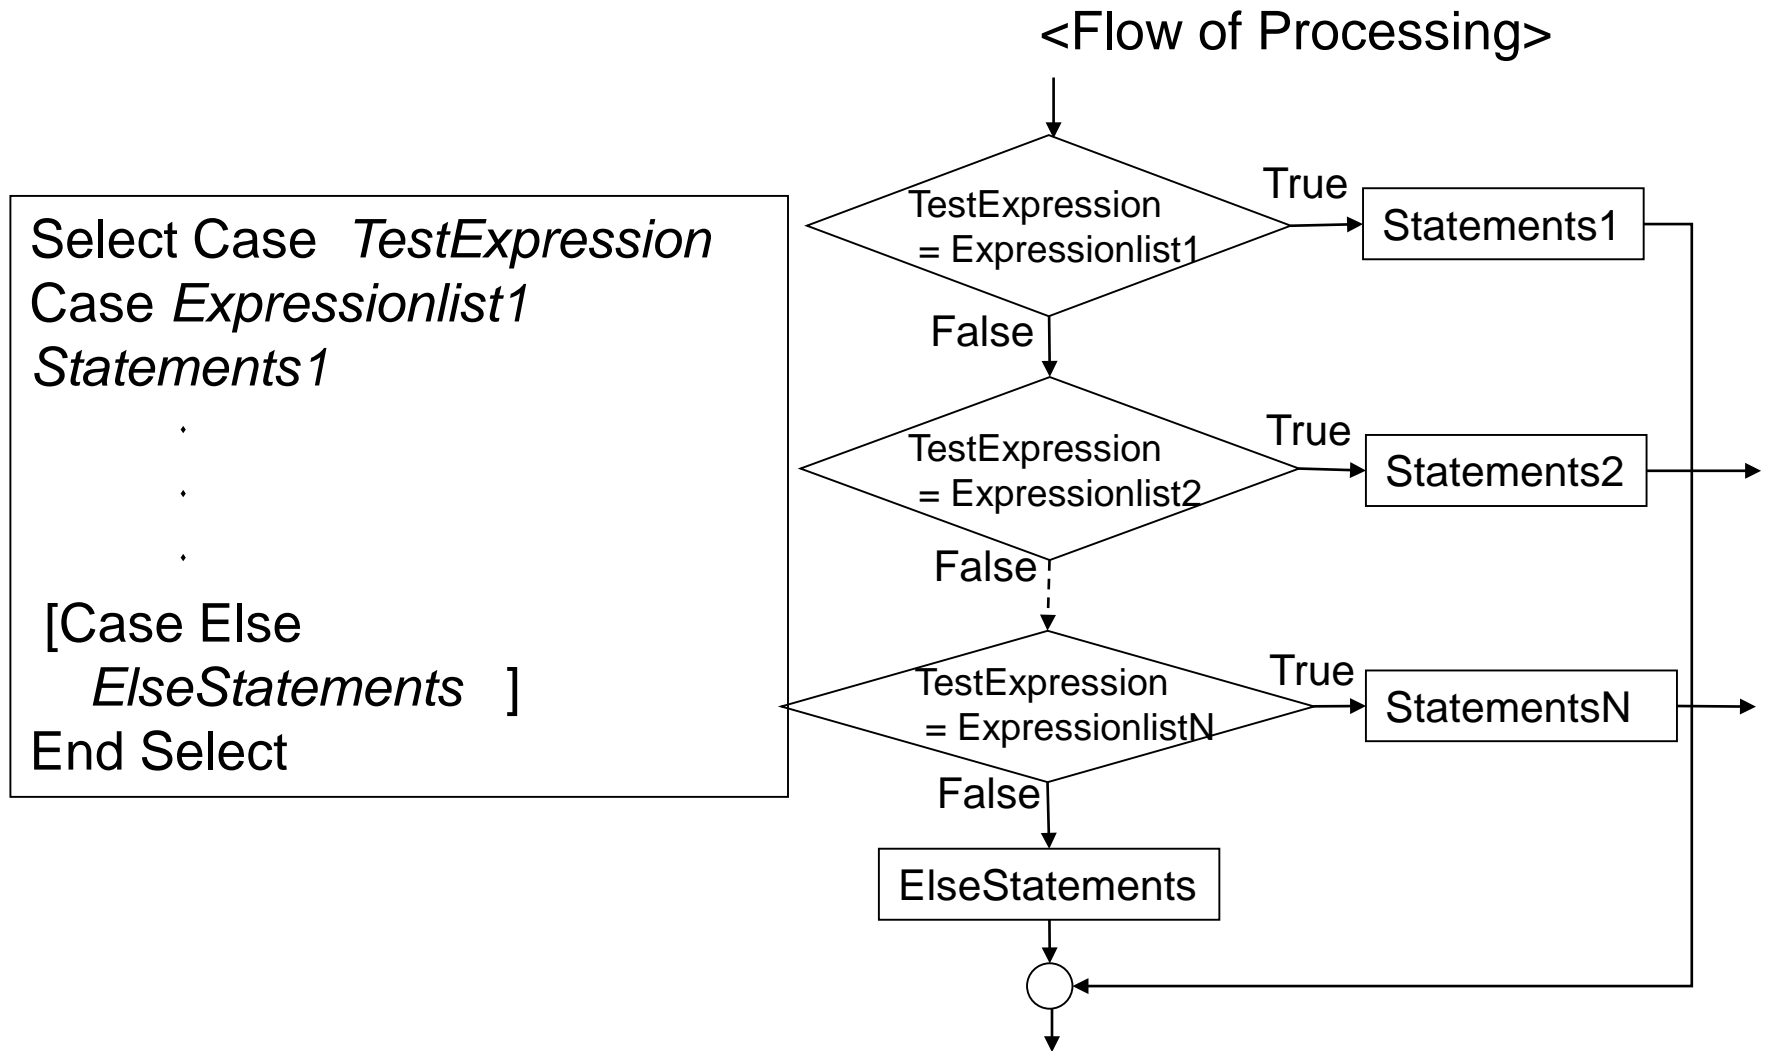 <Flow of Processing>
Select Case TestExpression
Case Expressionlist1
Statements1
[Case Else
ElseStatements ]
End Select
TestExpression
= Expressionlist1
True
Statements1
False
TestExpression
= Expressionlist2
True
Statements2
False
TestExpression
= ExpressionlistN
True
StatementsN
False
ElseStatements